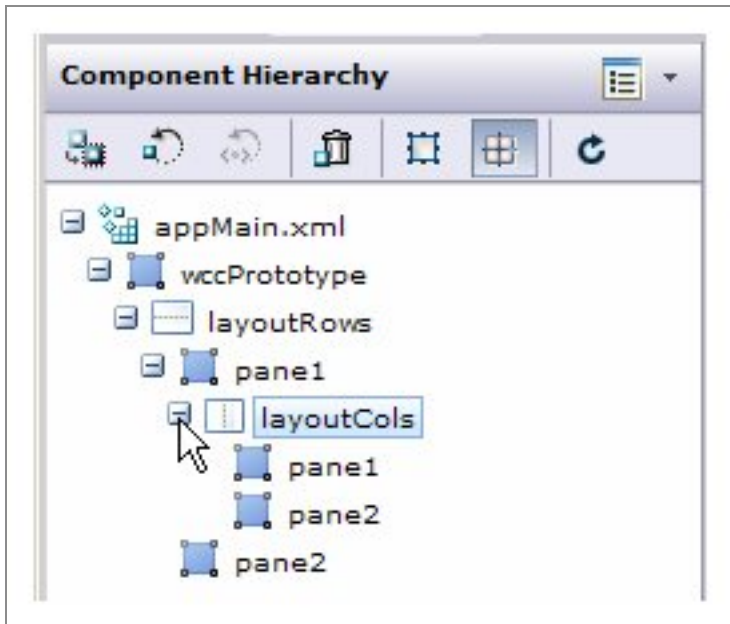 Component Hierarchy
appMain.xml
wccPrototype
layoutRows
pane1
layoutCols
pane1
pane2
pane2